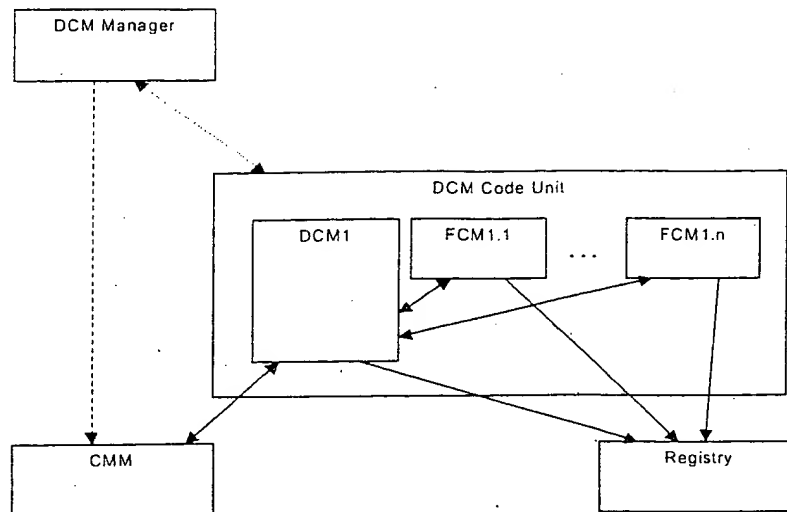 DCM Manager
DCM Code Unit
DCM1
FCM1.1
...
FCM1.n
CMM
Registry